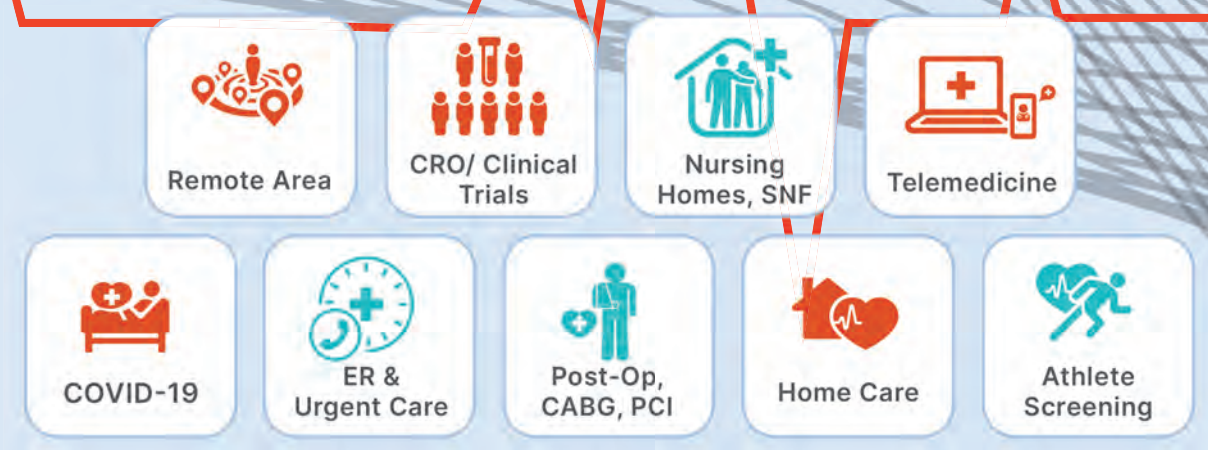 Remote Area
CRO/ Clinical
Trials
Nursing
Homes, SNF
Telemedicine
COVID-19
ER &
Urgent Care
Post-Op,
CABG, PCI
Home Care
Athlete
Screening